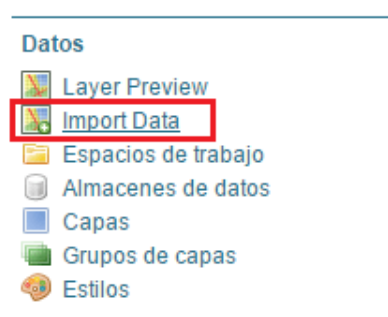 Datos
Layer Preview
Import Data
Espacios de trabajo
Almacenes de datos
Capas
Grupos de capas
Estilos